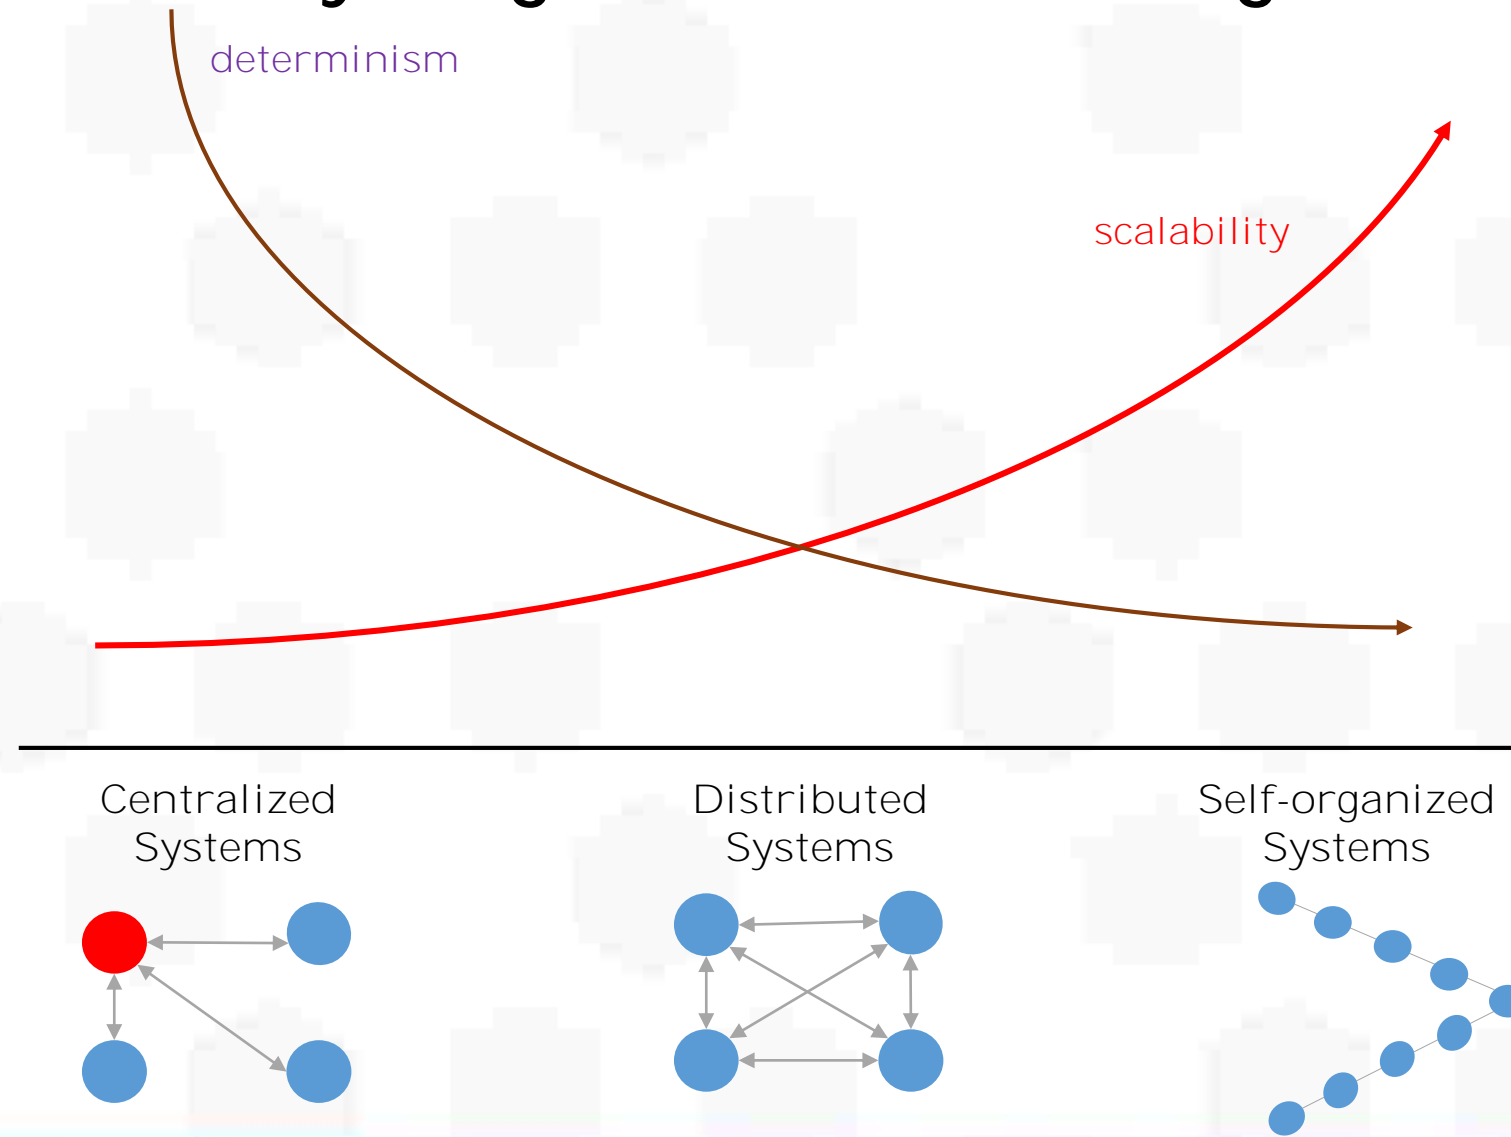 determinism
scalability
Centralized
Systems
Distributed
Systems
Self-organized
Systems